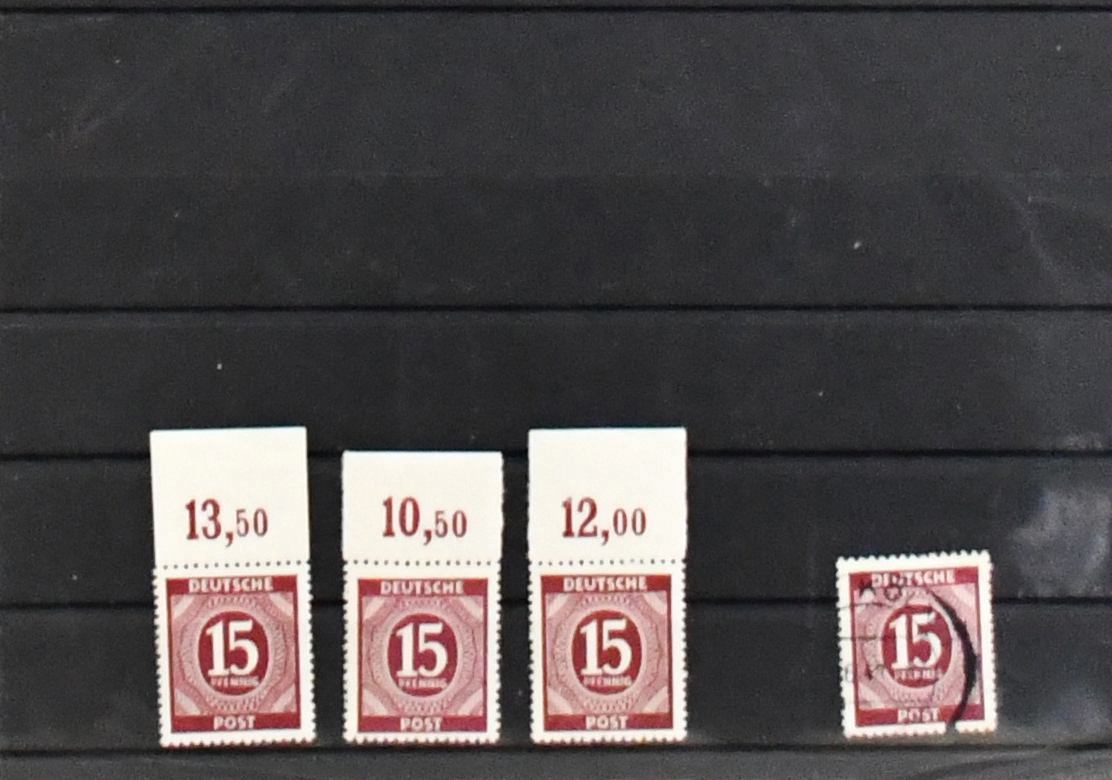 13,50
DEUTSCHE
15
PFENNIG
POST
10,50
DEUTSCHE
15
PFENNIG
POST
12,00
DEUTSCHE
15
PFENNIG
POST
DEUTSCHE
15
PFENNIG
POST